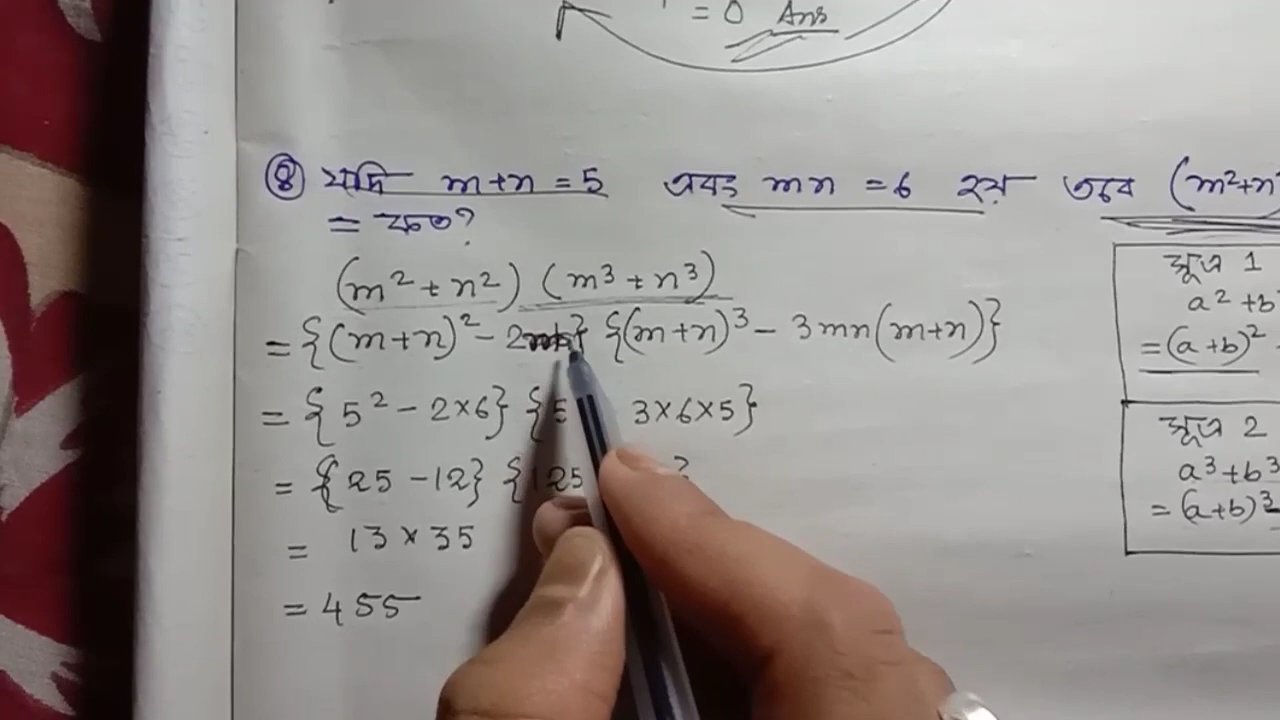 = 0 Ans
⑧ যদি m+n = 5 এবং mn = 6 হয় তবে (m²+n²
= কত?
(m² + n²) (m³ + n³)
= {(m+n)² - 2mn} {(m+n)³ - 3mn(m+n)}
= {5² - 2×6} {5 3×6×5}
= {25 - 12} {125 }
= 13 × 35
= 455
সূত্র 1
a² + b
= (a+b)²
সূত্র 2
a³ + b³
= (a+b)³